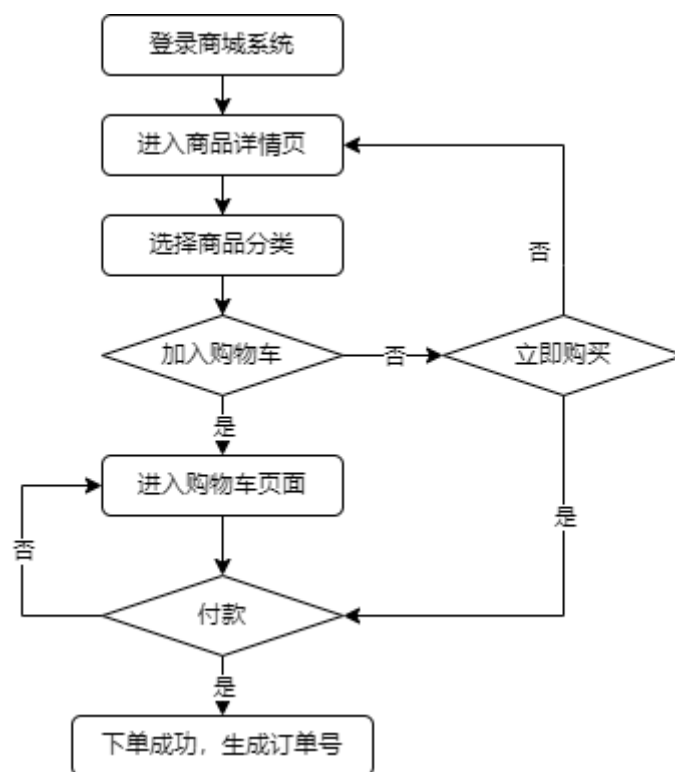 登录商城系统
进入商品详情页
选择商品分类
否
加入购物车
否
立即购买
是
进入购物车页面
是
否
付款
是
下单成功，生成订单号